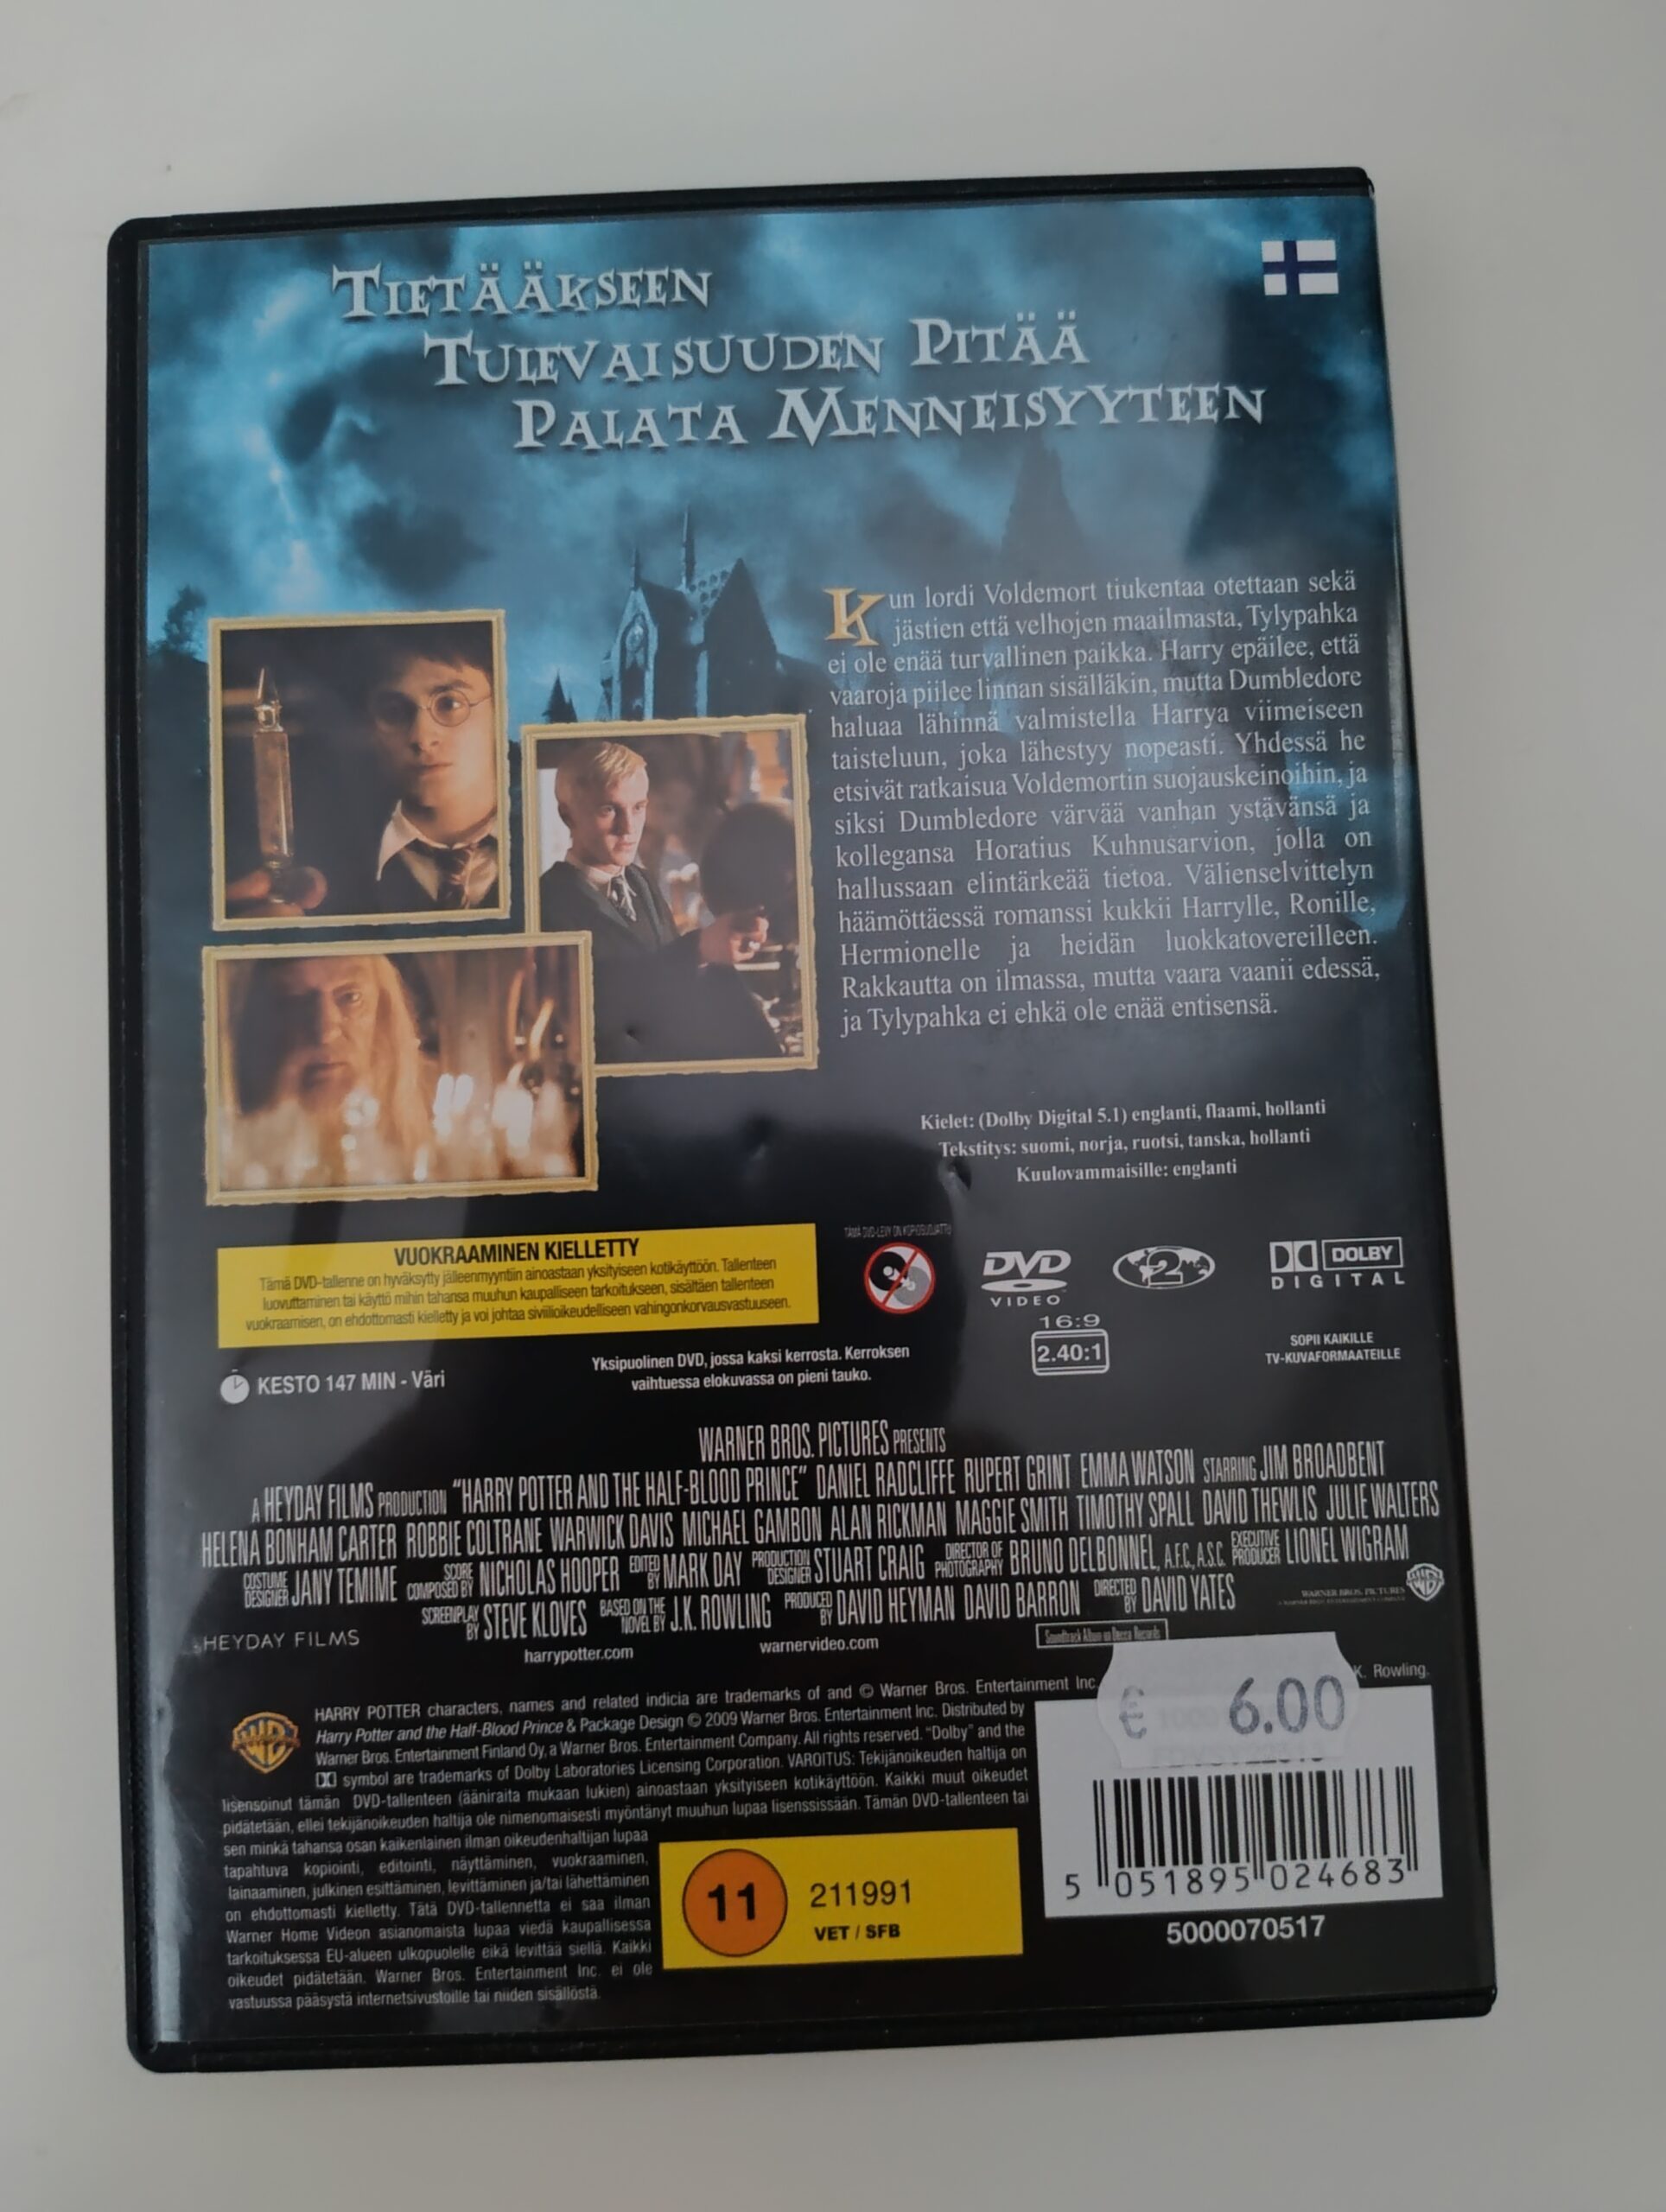 TIETÄÄKSEEN
TULEVAISUUDEN PITÄÄ
PALATA MENNEISYYTEEN
Kun lordi Voldemort tiukentaa otettaan sekä
jästien että velhojen maailmasta, Tylypahka
ei ole enää turvallinen paikka. Harry epäilee, että
vaaroja piilee linnan sisälläkin, mutta Dumbledore
haluaa lähinnä valmistella Harrya viimeiseen
taisteluun, joka lähestyy nopeasti. Yhdessä he
etsivät ratkaisua Voldemortin suojauskeinoihin, ja
siksi Dumbledore värvää vanhan ystävänsä ja
kollegansa Horatius Kuhnusarvion, jolla on
hallussaan elintärkeää tietoa. Välienselvittelyn
häämöttäessä romanssi kukkii Harrylle, Ronille,
Hermionelle ja heidän luokkatovereilleen.
Rakkautta on ilmassa, mutta vaara vaanii edessä,
ja Tylypahka ei ehkä ole enää entisensä.
Kielet: (Dolby Digital 5.1) englanti, flaami, hollanti
Tekstitys: suomi, norja, ruotsi, tanska, hollanti
Kuulovammaisille: englanti
VUOKRAAMINEN KIELLETTY
Tämä DVD-tallenne on hyväksytty jälleenmyyntiin ainoastaan yksityiseen kotikäyttöön. Tallenteen
luovuttaminen tai käyttö mihin tahansa muuhun kaupalliseen tarkoitukseen, sisältäen tallenteen
vuokraamisen, on ehdottomasti kielletty ja voi johtaa siviilioikeudelliseen vahingonkorvausvastuuseen.
TÄMÄ DVD-LEVY ON KOPIOSUOJATTU
DVD
VIDEO
2
DOLBY
DIGITAL
16:9
2.40:1
SOPII KAIKILLE
TV-KUVAFORMAATEILLE
KESTO 147 MIN - Väri
Yksipuolinen DVD, jossa kaksi kerrosta. Kerroksen
vaihtuessa elokuvassa on pieni tauko.
WARNER BROS. PICTURES PRESENTS
A HEYDAY FILMS PRODUCTION "HARRY POTTER AND THE HALF-BLOOD PRINCE" DANIEL RADCLIFFE RUPERT GRINT EMMA WATSON STARRING JIM BROADBENT
HELENA BONHAM CARTER ROBBIE COLTRANE WARWICK DAVIS MICHAEL GAMBON ALAN RICKMAN MAGGIE SMITH TIMOTHY SPALL DAVID THEWLIS JULIE WALTERS
COSTUME DESIGNER JANY TEMIME SCORE COMPOSED BY NICHOLAS HOOPER EDITED BY MARK DAY PRODUCTION DESIGNER STUART CRAIG DIRECTOR OF PHOTOGRAPHY BRUNO DELBONNEL, A.F.C., A.S.C. EXECUTIVE PRODUCER LIONEL WIGRAM
SCREENPLAY BY STEVE KLOVES BASED ON THE NOVEL BY J.K. ROWLING PRODUCED BY DAVID HEYMAN DAVID BARRON DIRECTED BY DAVID YATES
WARNER BROS. PICTURES
HEYDAY FILMS
harrypotter.com
warnervideo.com
Soundtrack Album on Decca Records
HARRY POTTER characters, names and related indicia are trademarks of and © Warner Bros. Entertainment Inc.
K. Rowling.
Harry Potter and the Half-Blood Prince & Package Design © 2009 Warner Bros. Entertainment Inc. Distributed by
Warner Bros. Entertainment Finland Oy, a Warner Bros. Entertainment Company. All rights reserved. "Dolby" and the
symbol are trademarks of Dolby Laboratories Licensing Corporation. VAROITUS: Tekijänoikeuden haltija on
lisensoinut tämän DVD-tallenteen (ääniraita mukaan lukien) ainoastaan yksityiseen kotikäyttöön. Kaikki muut oikeudet
pidätetään, ellei tekijänoikeuden haltija ole nimenomaisesti myöntänyt muuhun lupaa lisenssissään. Tämän DVD-tallenteen tai
sen minkä tahansa osan kaikenlainen ilman oikeudenhaltijan lupaa
tapahtuva kopiointi, editointi, näyttäminen, vuokraaminen,
lainaaminen, julkinen esittäminen, levittäminen ja/tai lähettäminen
on ehdottomasti kielletty. Tätä DVD-tallennetta ei saa ilman
Warner Home Videon asianomaista lupaa viedä kaupallisessa
tarkoituksessa EU-alueen ulkopuolelle eikä levittää siellä. Kaikki
oikeudet pidätetään. Warner Bros. Entertainment Inc. ei ole
vastuussa pääsystä internetsivustoille tai niiden sisällöstä.
11
211991
VET / SFB
€ 6.00
5 051895 024683
5000070517